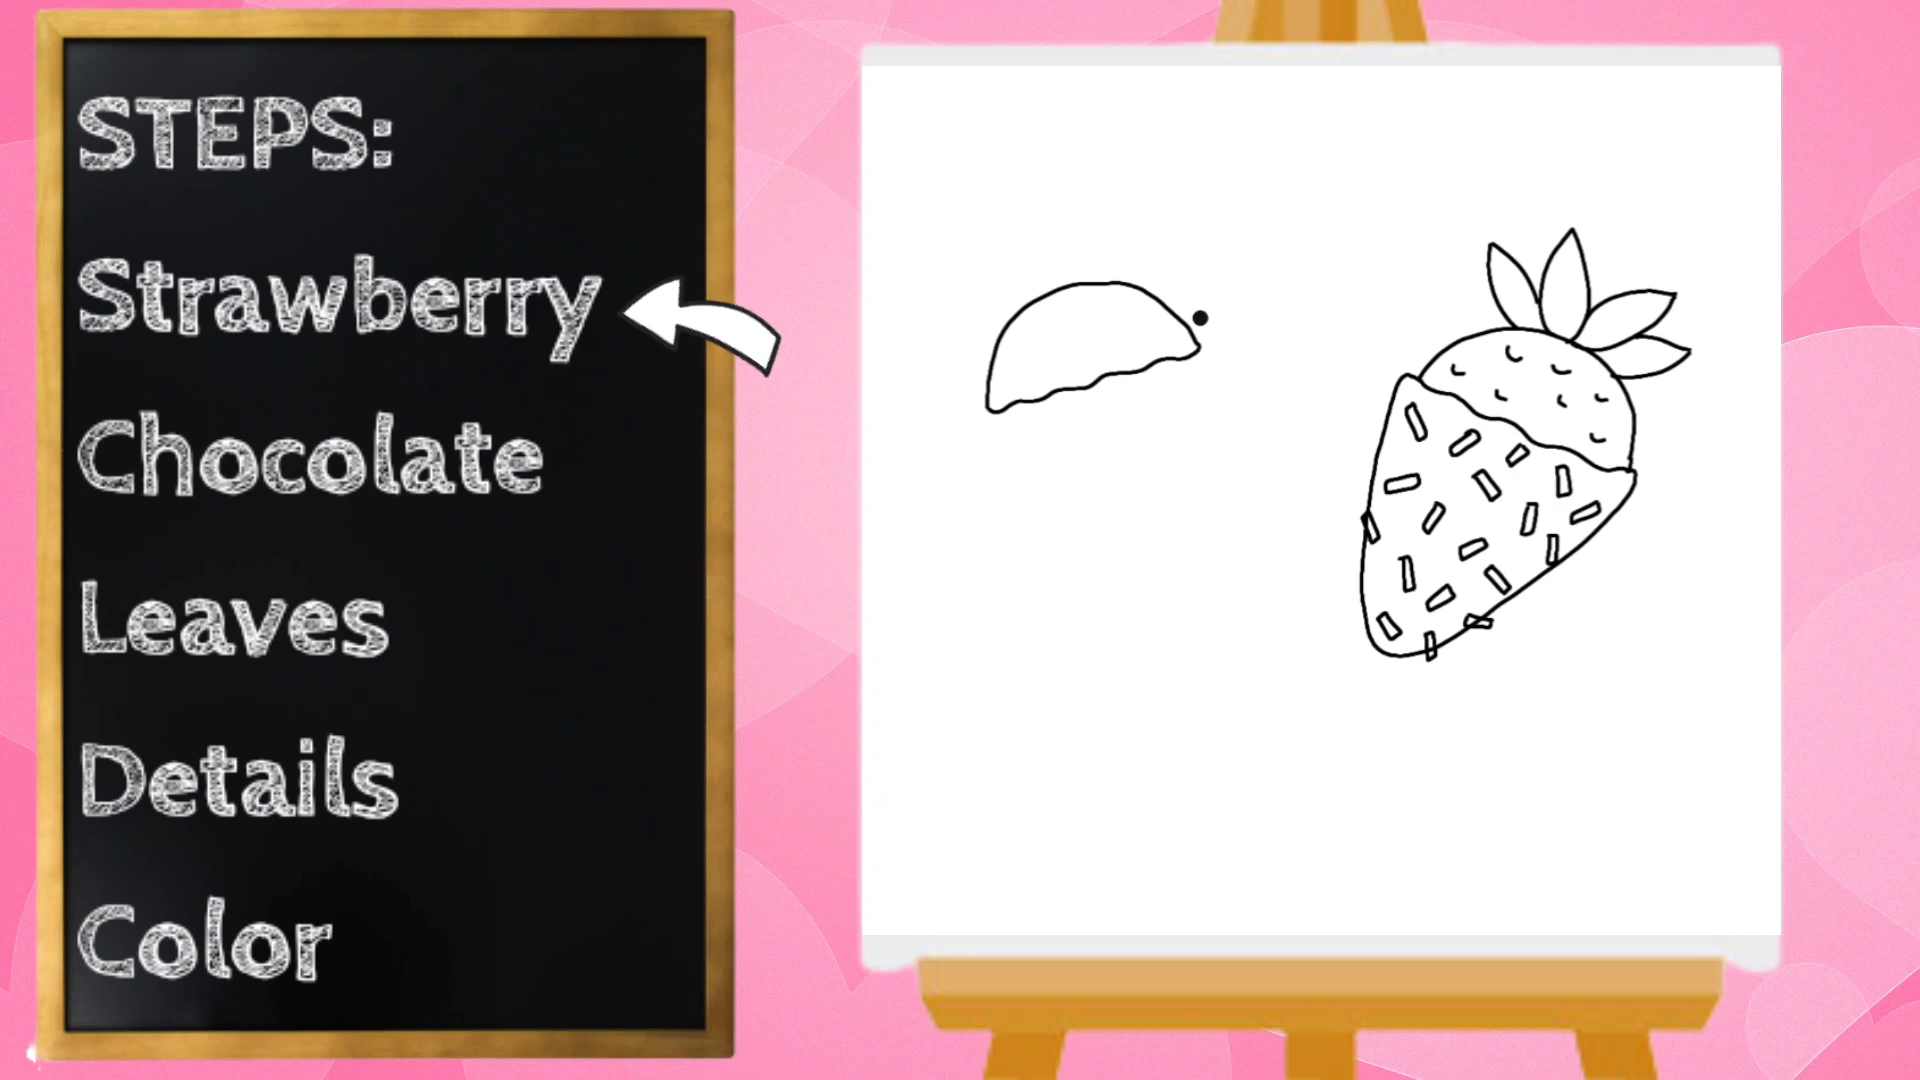 STEPS:
Strawberry
Chocolate
Leaves
Details
Color